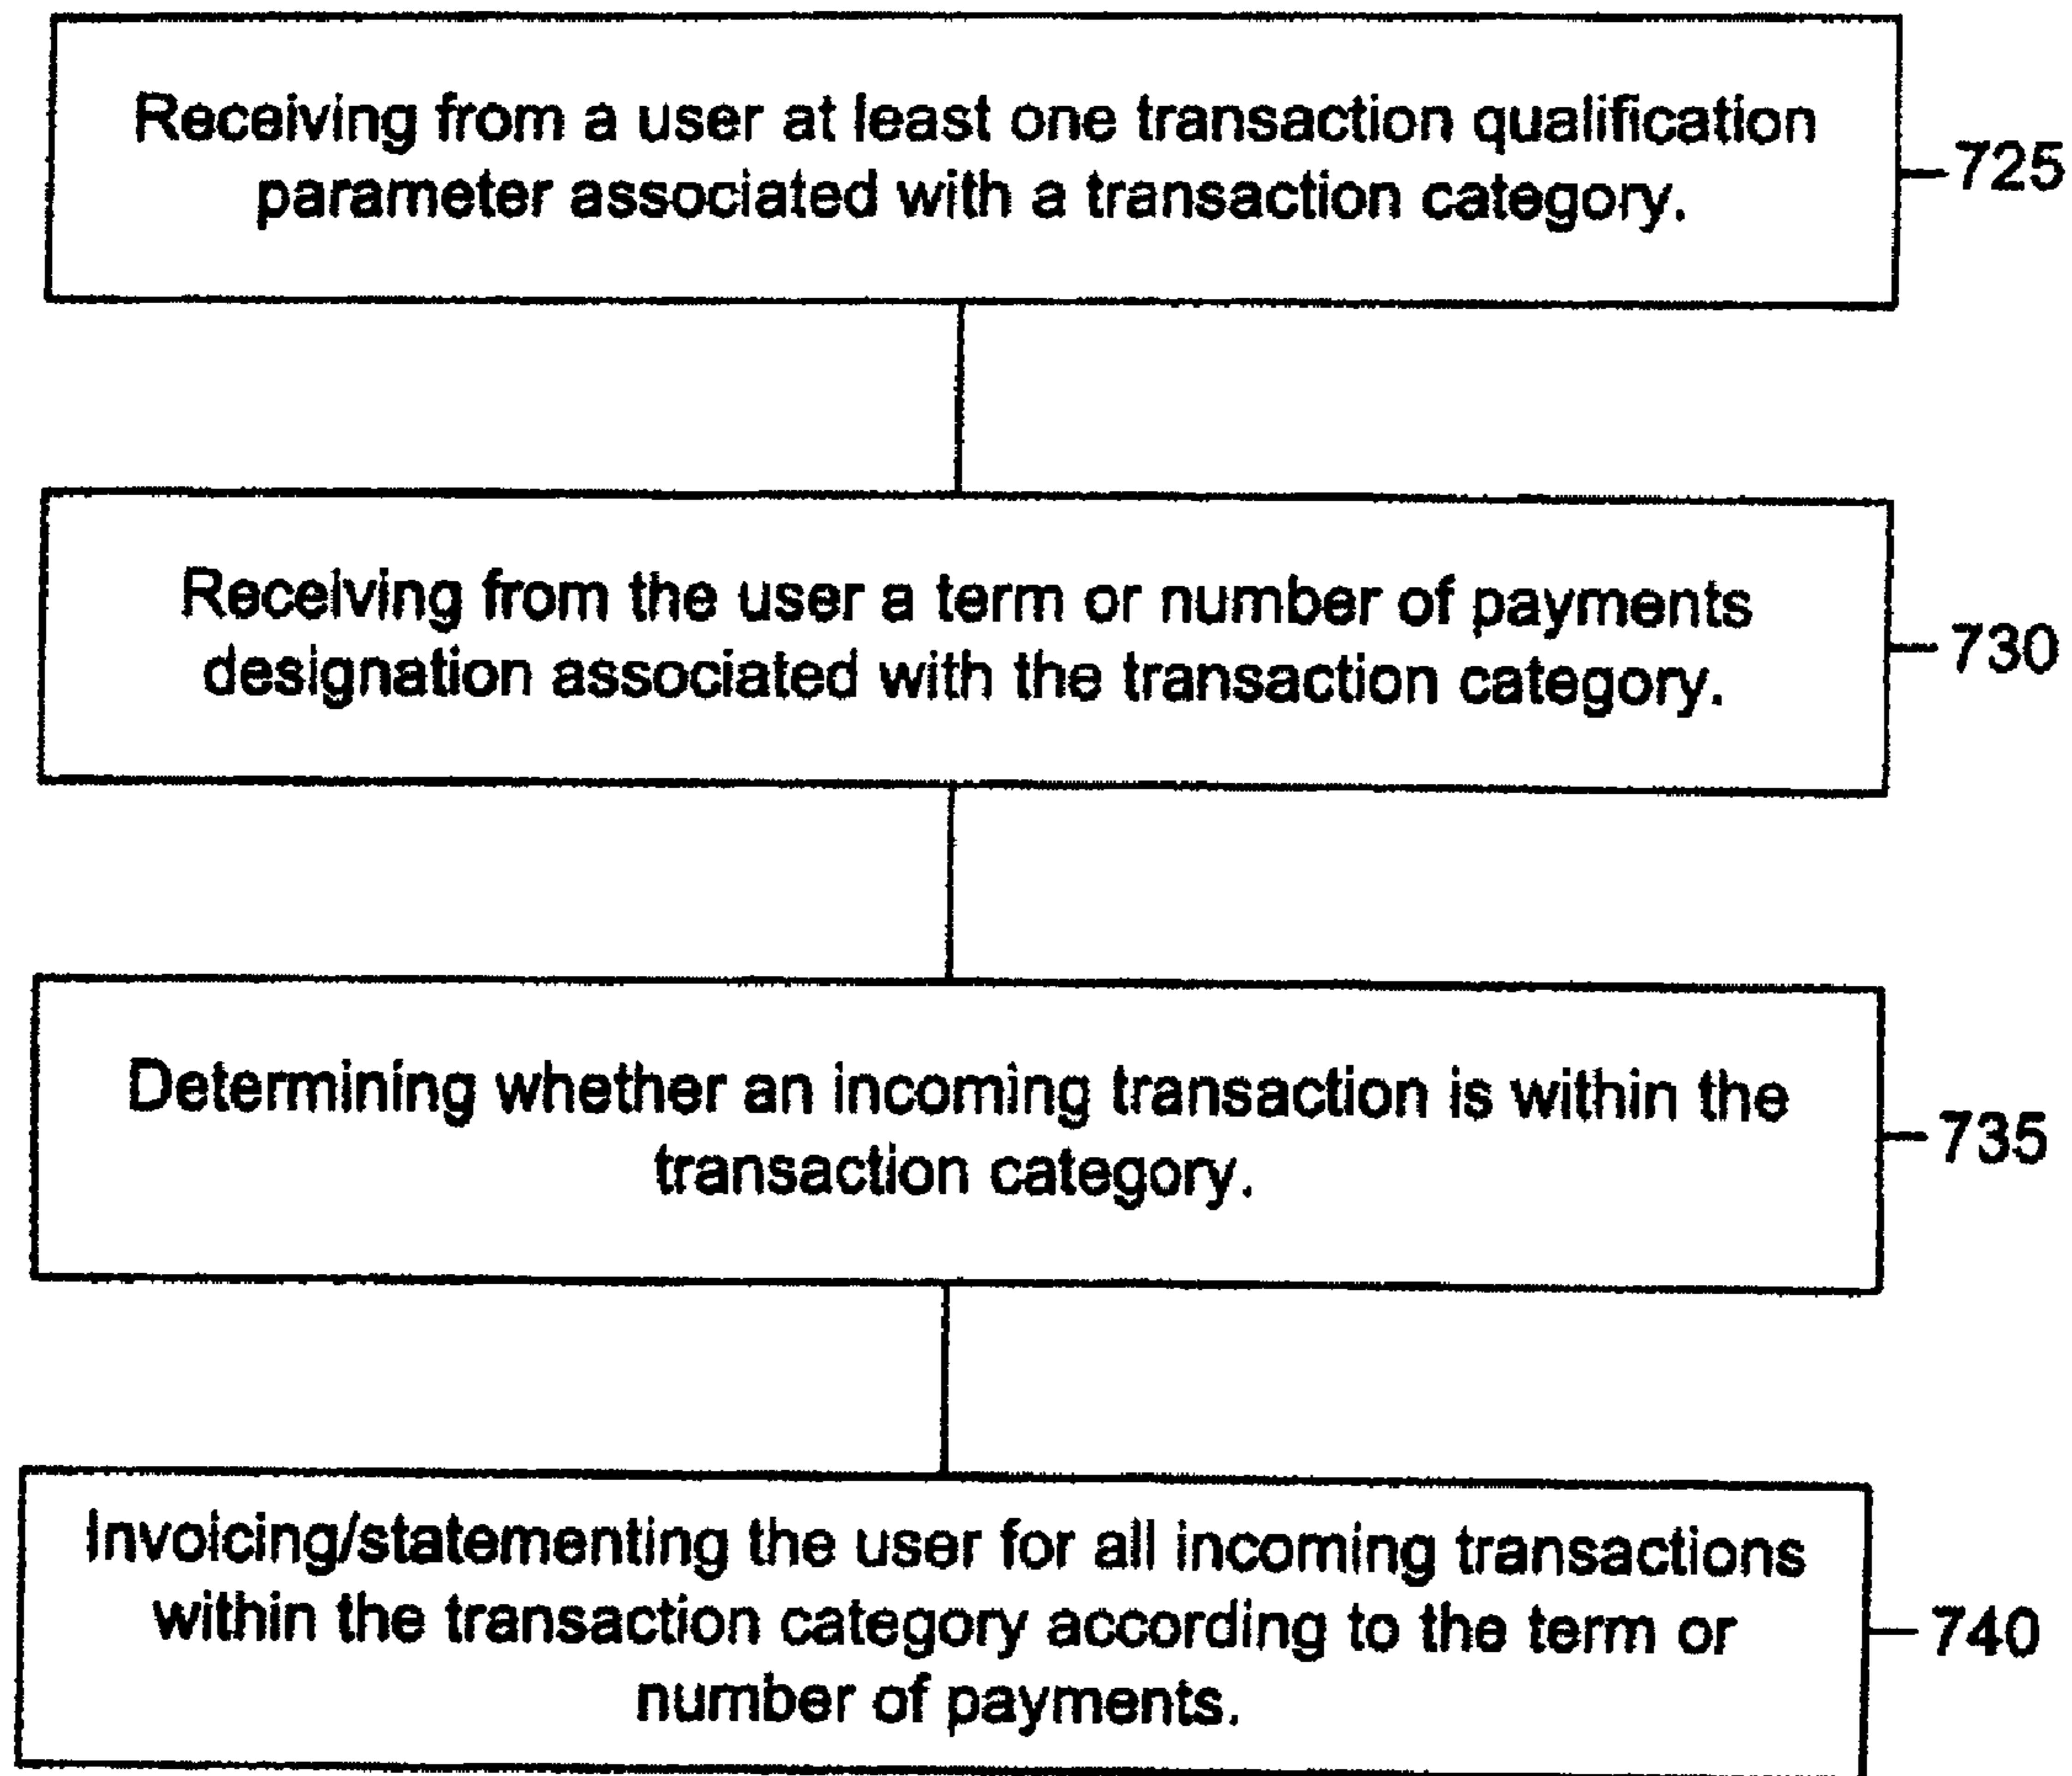 Receiving from a user at least one transaction qualification
parameter associated with a transaction category.
725
Receiving from the user a term or number of payments
designation associated with the transaction category.
730
Determining whether an incoming transaction is within the
transaction category.
735
Invoicing/statementing the user for all incoming transactions
within the transaction category according to the term or
number of payments.
740